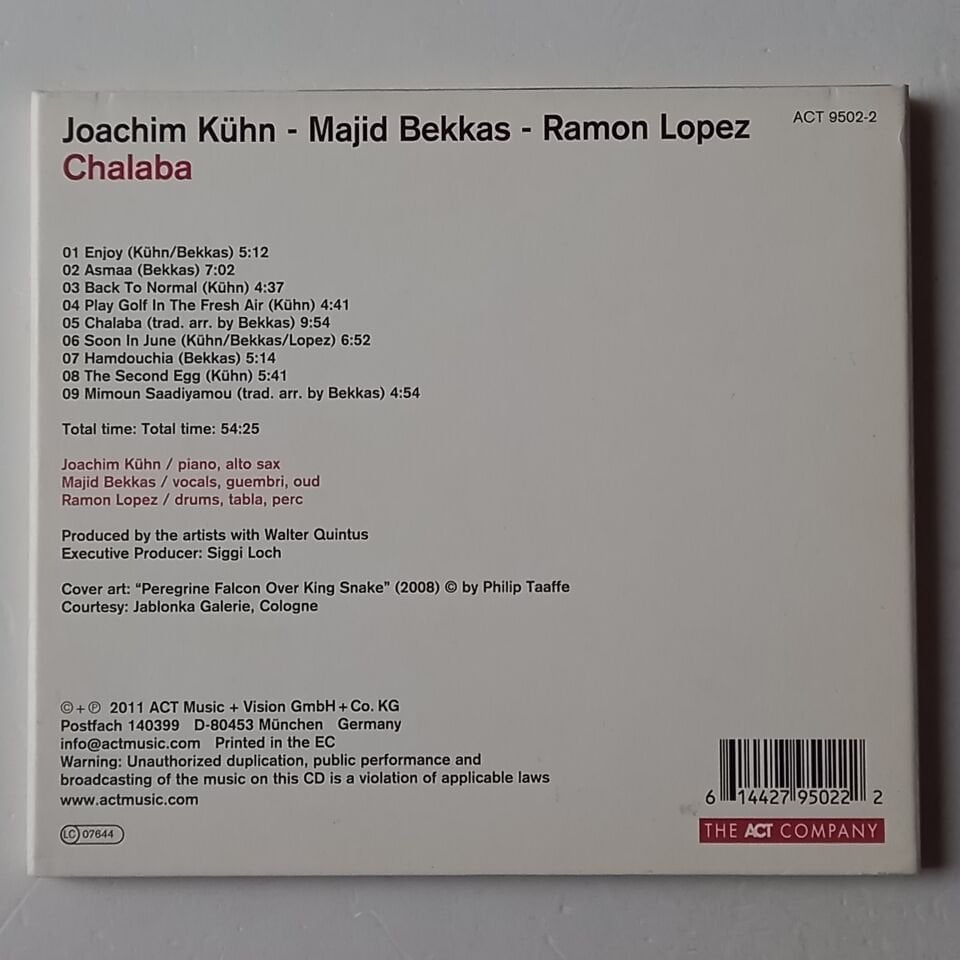 Joachim Kühn - Majid Bekkas - Ramon Lopez
ACT 9502-2
Chalaba
01 Enjoy (Kühn/Bekkas) 5:12
02 Asmaa (Bekkas) 7:02
03 Back To Normal (Kühn) 4:37
04 Play Golf In The Fresh Air (Kühn) 4:41
05 Chalaba (trad. arr. by Bekkas) 9:54
06 Soon In June (Kühn/Bekkas/Lopez) 6:52
07 Hamdouchia (Bekkas) 5:14
08 The Second Egg (Kühn) 5:41
09 Mimoun Saadiyamou (trad. arr. by Bekkas) 4:54
Total time: Total time: 54:25
Joachim Kühn / piano, alto sax
Majid Bekkas / vocals, guembri, oud
Ramon Lopez / drums, tabla, perc
Produced by the artists with Walter Quintus
Executive Producer: Siggi Loch
Cover art: “Peregrine Falcon Over King Snake” (2008) © by Philip Taaffe
Courtesy: Jablonka Galerie, Cologne
©+℗ 2011 ACT Music + Vision GmbH + Co. KG
Postfach 140399 D-80453 München Germany
info@actmusic.com Printed in the EC
Warning: Unauthorized duplication, public performance and
broadcasting of the music on this CD is a violation of applicable laws
www.actmusic.com
LC 07644
6 14427 95022 2
THE ACT COMPANY